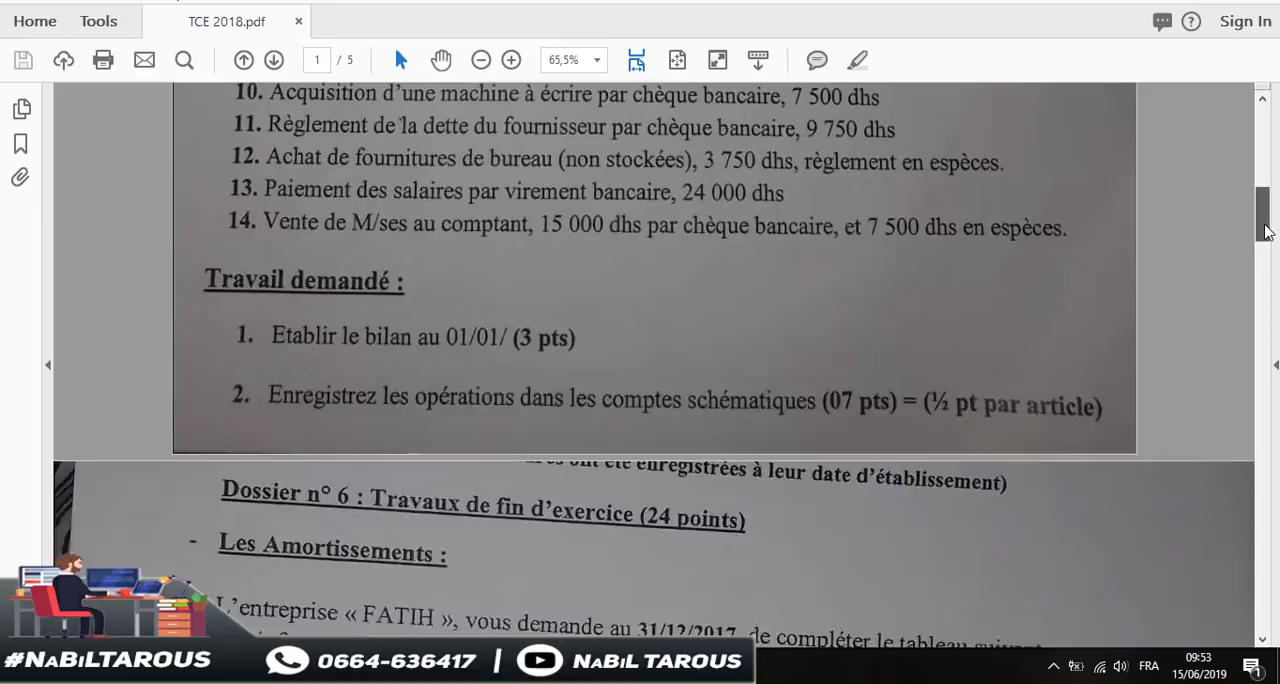 Home Tools TCE 2018.pdf × Sign In
1 / 5 65,5%
10. Acquisition d'une machine à écrire par chèque bancaire, 7 500 dhs
11. Règlement de la dette du fournisseur par chèque bancaire, 9 750 dhs
12. Achat de fournitures de bureau (non stockées), 3 750 dhs, règlement en espèces.
13. Paiement des salaires par virement bancaire, 24 000 dhs
14. Vente de M/ses au comptant, 15 000 dhs par chèque bancaire, et 7 500 dhs en espèces.
Travail demandé :
1. Etablir le bilan au 01/01/ (3 pts)
2. Enregistrez les opérations dans les comptes schématiques (07 pts) = (½ pt par article)
ont été enregistrées à leur date d'établissement)
Dossier n° 6 : Travaux de fin d'exercice (24 points)
- Les Amortissements :
L'entreprise « FATIH », vous demande au 31/12/2017, de compléter le tableau suivant
#NABILTAROUS 0664-636417 | NABIL TAROUS
FRA 09:53
15/06/2019
1